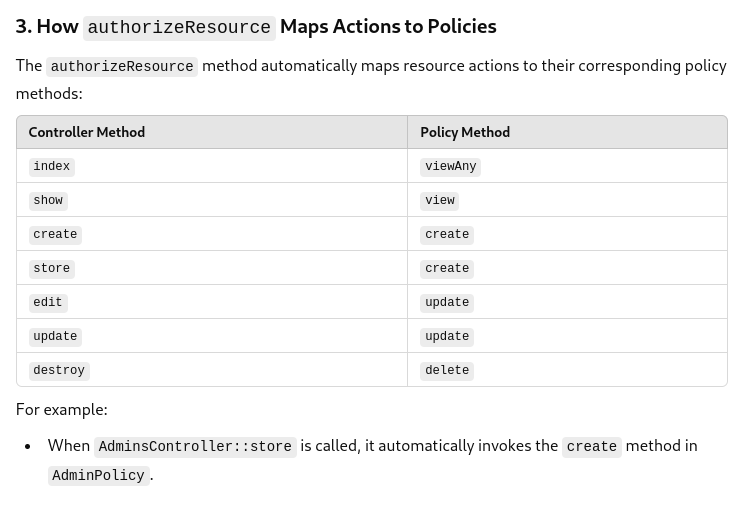 3. How authorizeResource Maps Actions to Policies
The authorizeResource method automatically maps resource actions to their corresponding policy
methods:
Controller Method Policy Method
index viewAny
show view
create create
store create
edit update
update update
destroy delete
For example:
• When AdminsController::store is called, it automatically invokes the create method in
AdminPolicy.